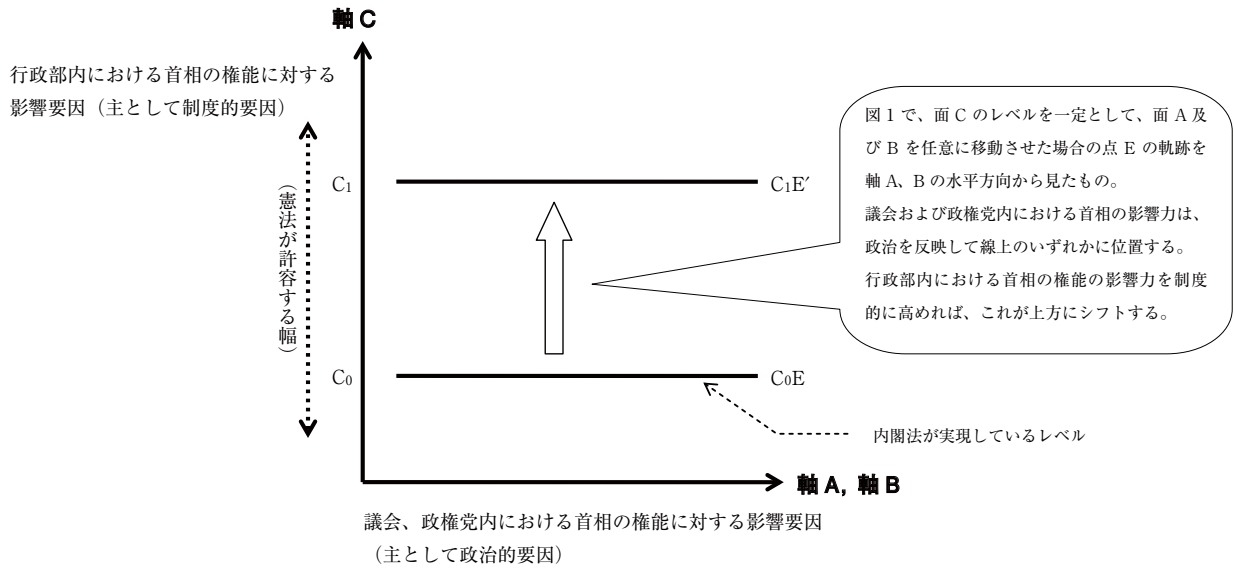 軸 C
行政部内における首相の権能に対する
影響要因（主として制度的要因）
（憲法が許容する幅）
C1
C1E′
図 1 で、面 C のレベルを一定として、面 A 及
び B を任意に移動させた場合の点 E の軌跡を
軸 A、B の水平方向から見たもの。
議会および政権党内における首相の影響力は、
政治を反映して線上のいずれかに位置する。
行政部内における首相の権能の影響力を制度
的に高めれば、これが上方にシフトする。
C0
C0E
内閣法が実現しているレベル
軸 A, 軸 B
議会、政権党内における首相の権能に対する影響要因
（主として政治的要因）